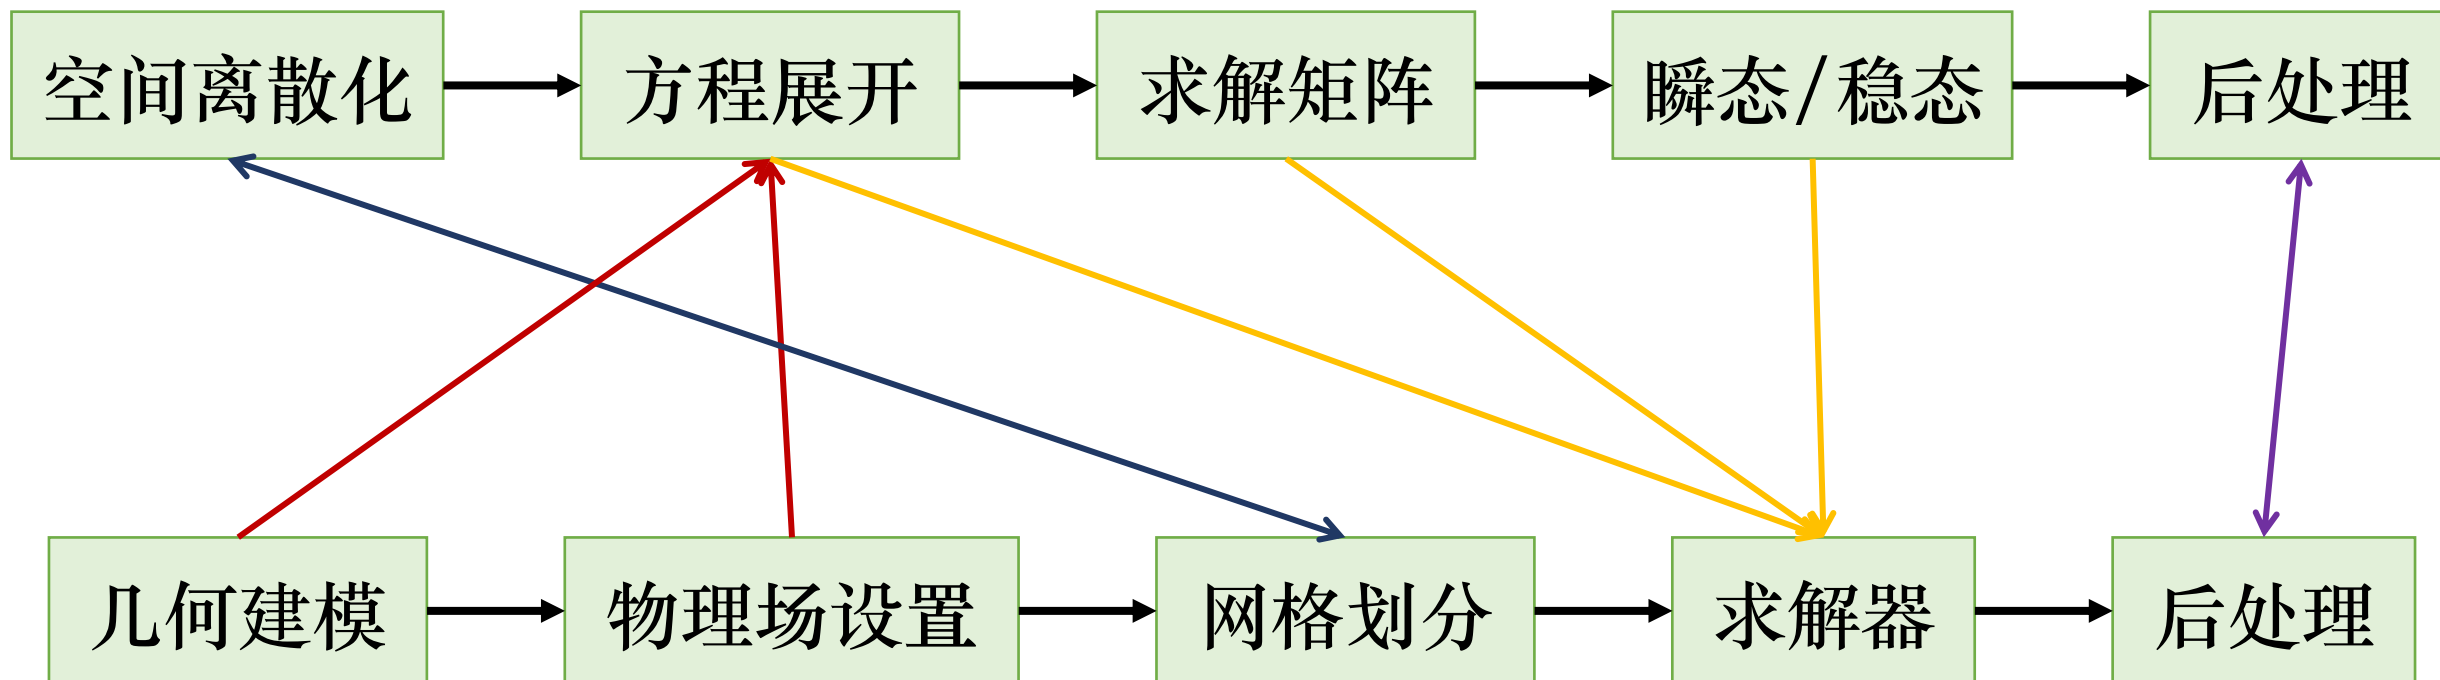 空间离散化
方程展开
求解矩阵
瞬态/稳态
后处理
几何建模
物理场设置
网格划分
求解器
后处理